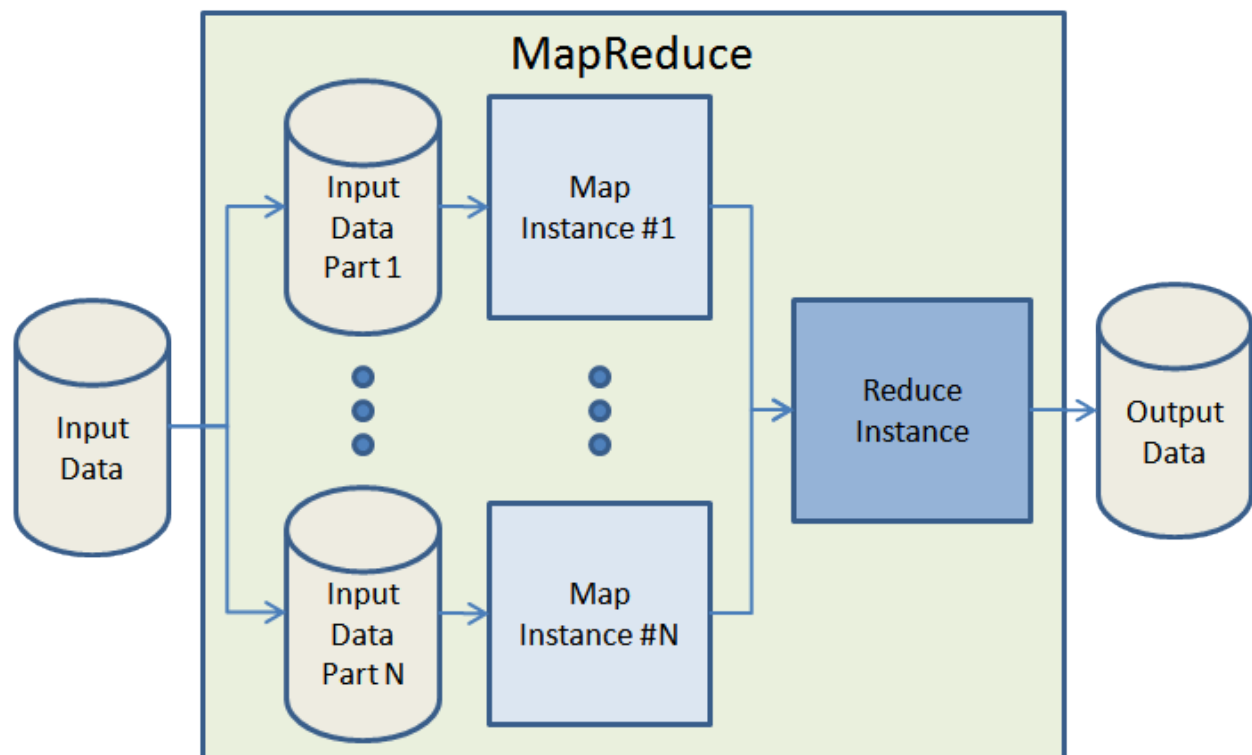 MapReduce
Input
Data
Part 1
Map
Instance #1
Input
Data
Reduce
Instance
Output
Data
Input
Data
Part N
Map
Instance #N